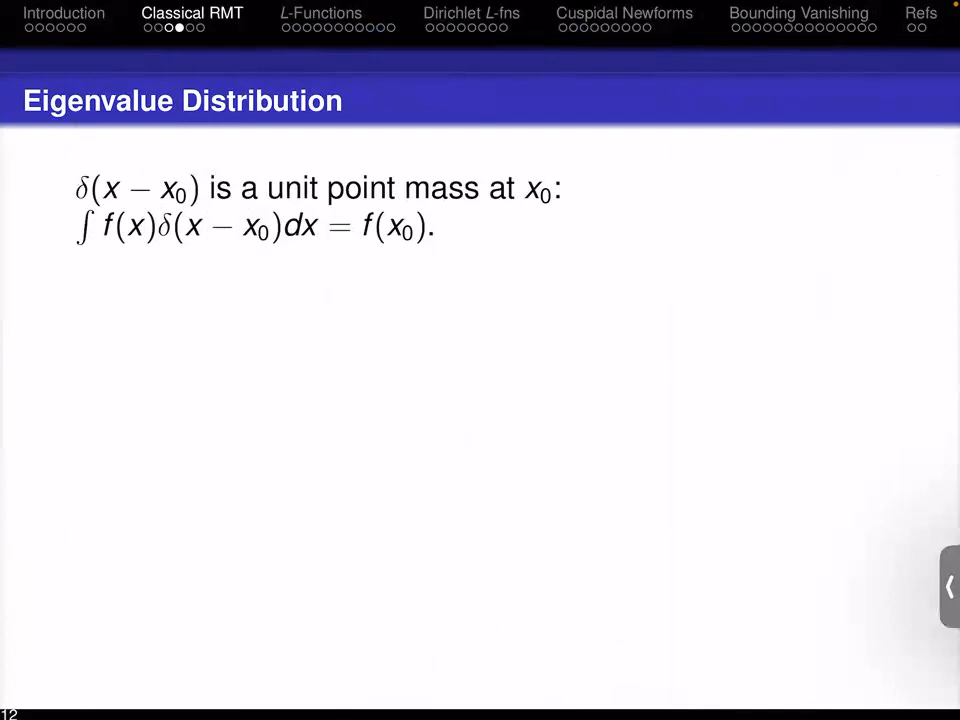 Introduction Classical RMT L-Functions Dirichlet L-fns Cuspidal Newforms Bounding Vanishing Refs
Eigenvalue Distribution
δ(x − x₀) is a unit point mass at x₀:
∫ f(x)δ(x − x₀)dx = f(x₀).
12